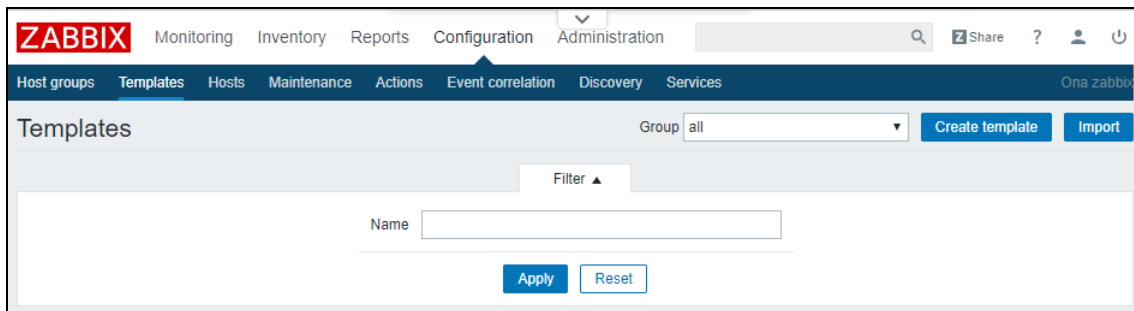 ZABBIX Monitoring Inventory Reports Configuration Administration Z Share ?
Host groups Templates Hosts Maintenance Actions Event correlation Discovery Services Ona zabbix
Templates Group all Create template Import
Filter ▲
Name
Apply Reset